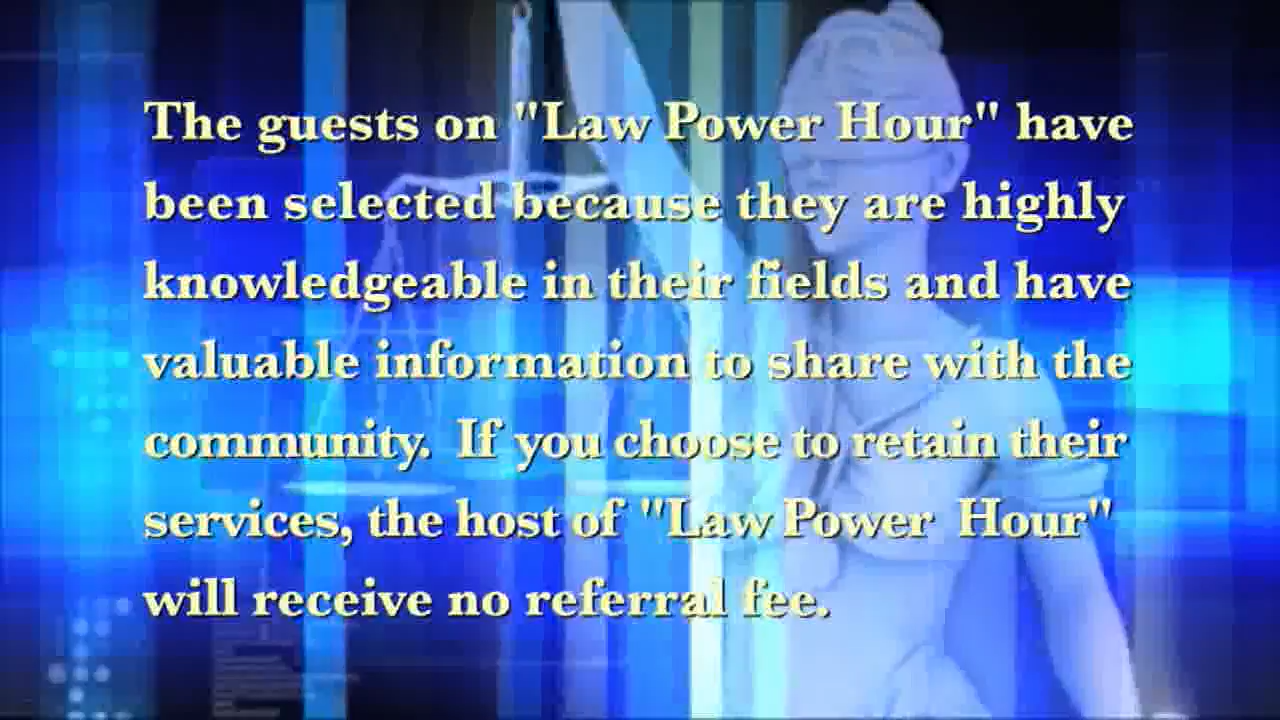 The guests on "Law Power Hour" have
been selected because they are highly
knowledgeable in their fields and have
valuable information to share with the
community.  If you choose to retain their
services, the host of "Law Power  Hour"
will receive no referral fee.